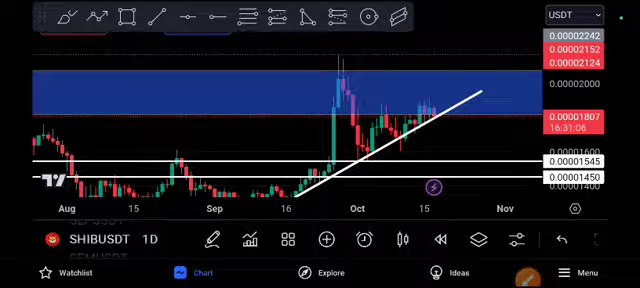 USDT
0.00002242
0.00002152
0.00002124
0.00002000
0.00001807
16:31:06
0.00001600
0.00001545
0.00001450
0.00001400
Aug 15 Sep 16 Oct 15 Nov
SHIBUSDT 1D
Watchlist Chart Explore Ideas Menu